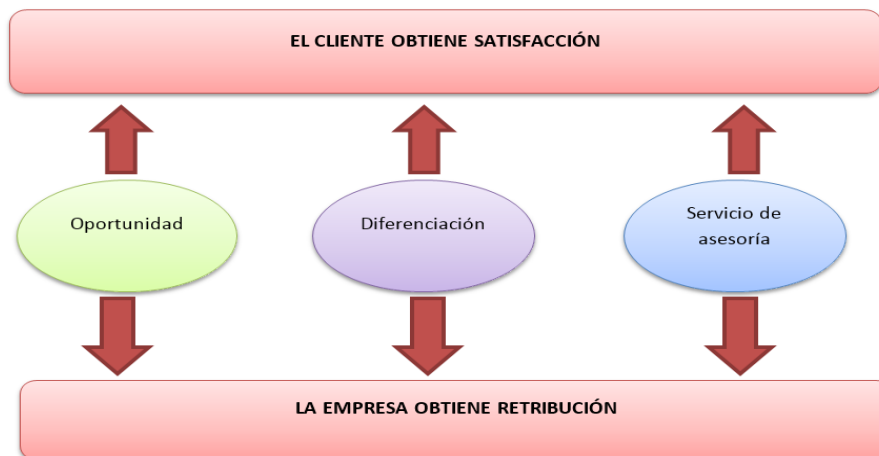 EL CLIENTE OBTIENE SATISFACCIÓN
Oportunidad
Diferenciación
Servicio de
asesoría
LA EMPRESA OBTIENE RETRIBUCIÓN